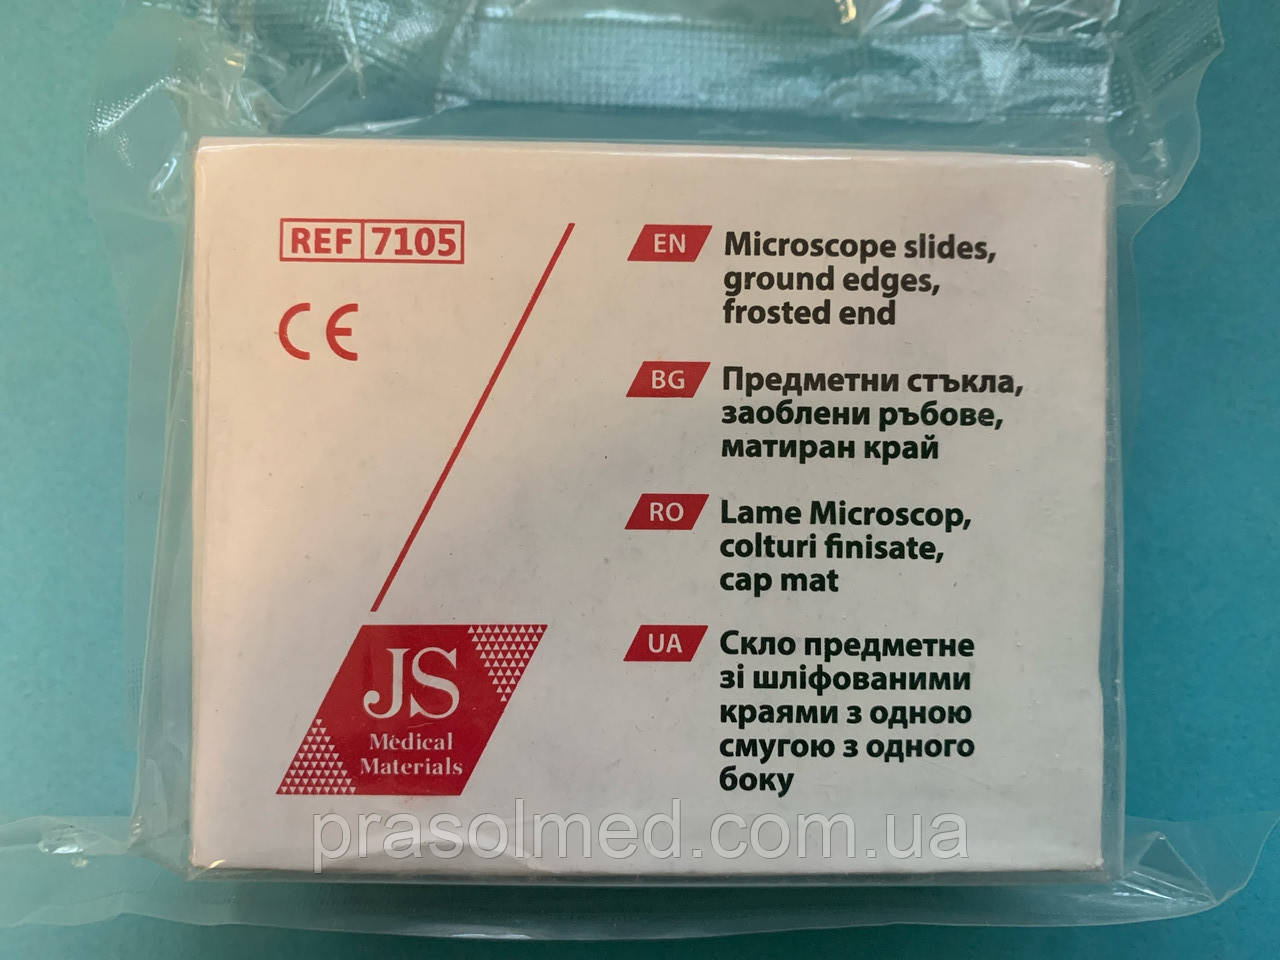 REF 7105
CE
EN
Microscope slides,
ground edges,
frosted end
BG
Предметни стъкла,
заоблени ръбове,
матиран край
RO
Lame Microscop,
colturi finisate,
cap mat
UA
Скло предметне
зі шліфованими
краями з одною
смугою з одного
боку
JS
Medical
Materials
prasolmed.com.ua